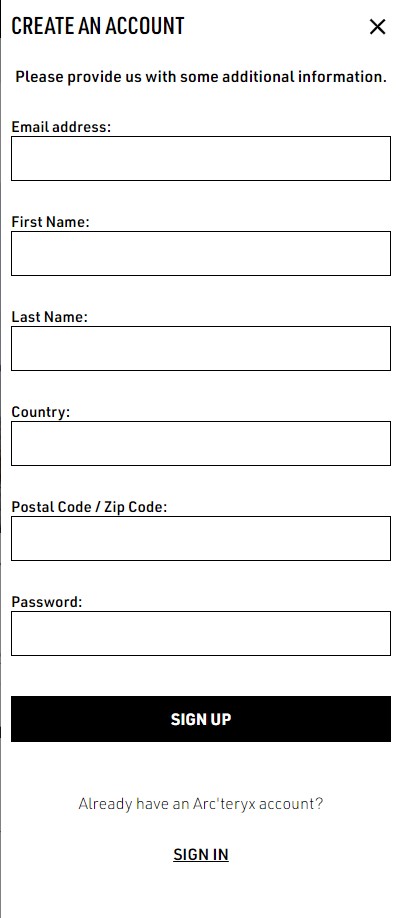 CREATE AN ACCOUNT
Please provide us with some additional information.
Email address:
First Name:
Last Name:
Country:
Postal Code / Zip Code:
Password:
SIGN UP
Already have an Arc'teryx account?
SIGN IN